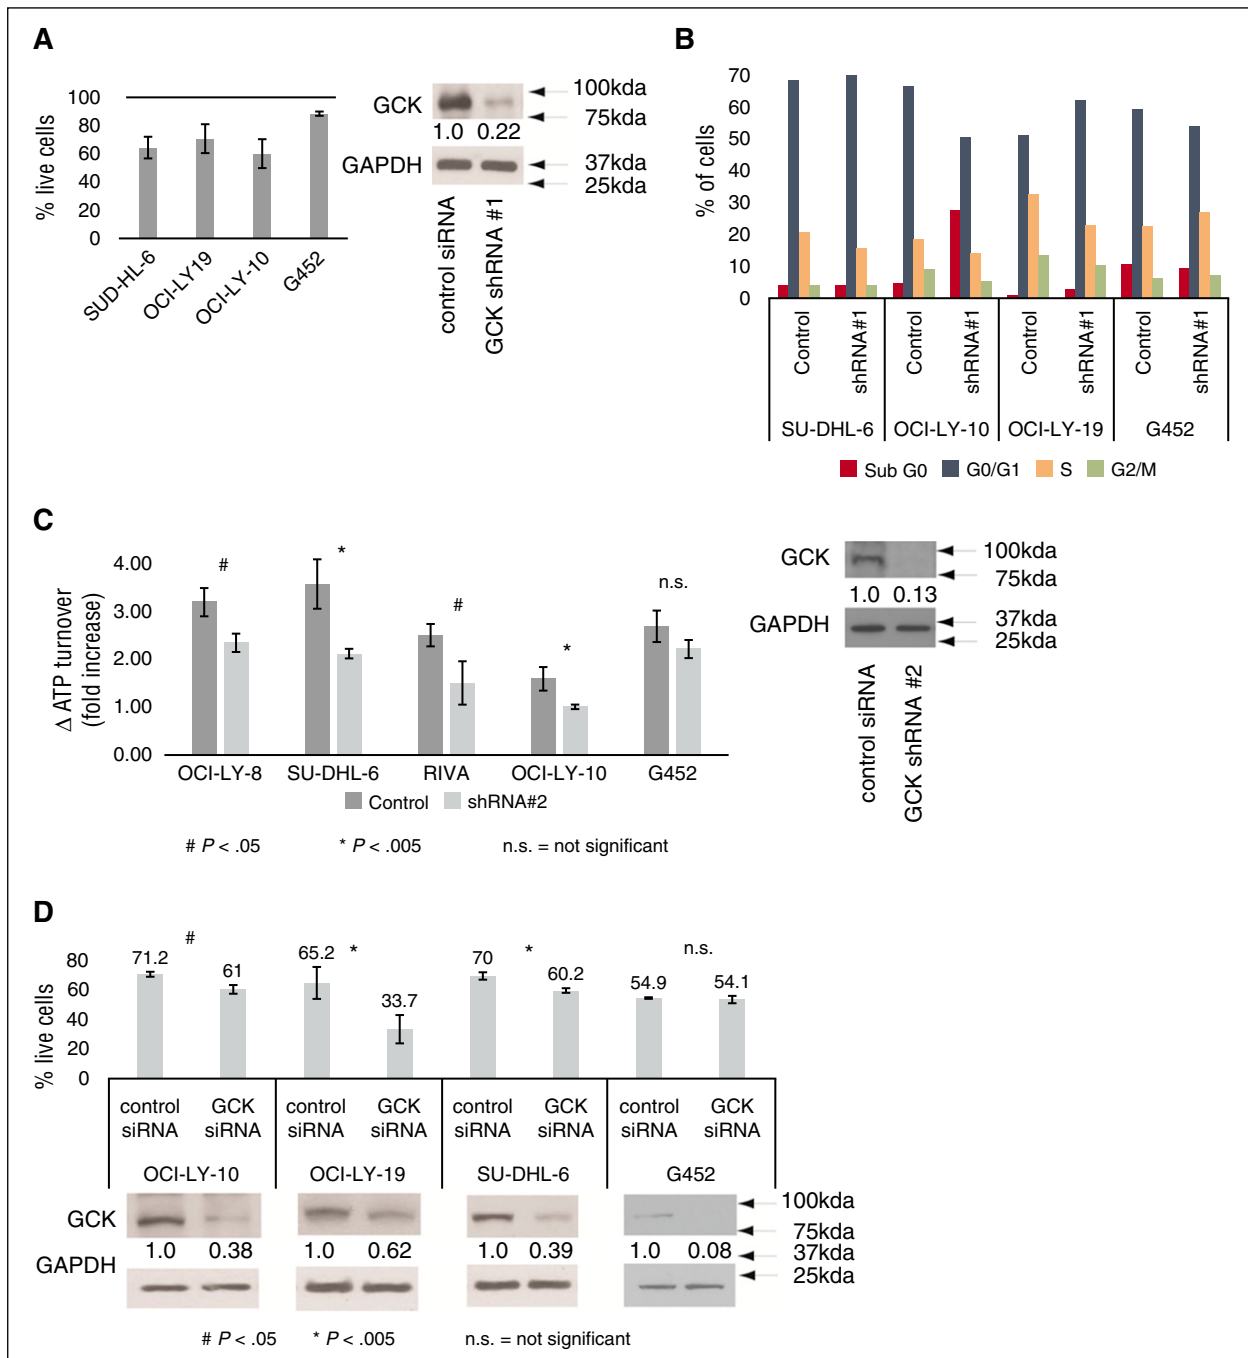 A
100
80
60
40
20
0
% live cells
SUD-HL-6
OCI-LY19
OCI-LY-10
G452
GCK
100kda
75kda
1.0 0.22
GAPDH
37kda
25kda
control siRNA
GCK shRNA #1
B
70
60
50
40
30
20
10
0
% of cells
Control
shRNA#1
Control
shRNA#1
Control
shRNA#1
Control
shRNA#1
SU-DHL-6
OCI-LY-10
OCI-LY-19
G452
Sub G0 G0/G1 S G2/M
C
4.00
3.00
2.00
1.00
0.00
Δ ATP turnover
(fold increase)
#
*
#
*
n.s.
OCI-LY-8
SU-DHL-6
RIVA
OCI-LY-10
G452
Control shRNA#2
# P < .05 * P < .005 n.s. = not significant
GCK
100kda
75kda
1.0 0.13
GAPDH
37kda
25kda
control siRNA
GCK shRNA #2
D
80
60
40
20
0
% live cells
#
*
*
n.s.
71.2
61
65.2
33.7
70
60.2
54.9
54.1
control GCK control GCK control GCK control GCK
siRNA siRNA siRNA siRNA siRNA siRNA siRNA siRNA
OCI-LY-10 OCI-LY-19 SU-DHL-6 G452
GCK
100kda
75kda
1.0 0.38 1.0 0.62 1.0 0.39 1.0 0.08
37kda
GAPDH
25kda
# P < .05 * P < .005 n.s. = not significant